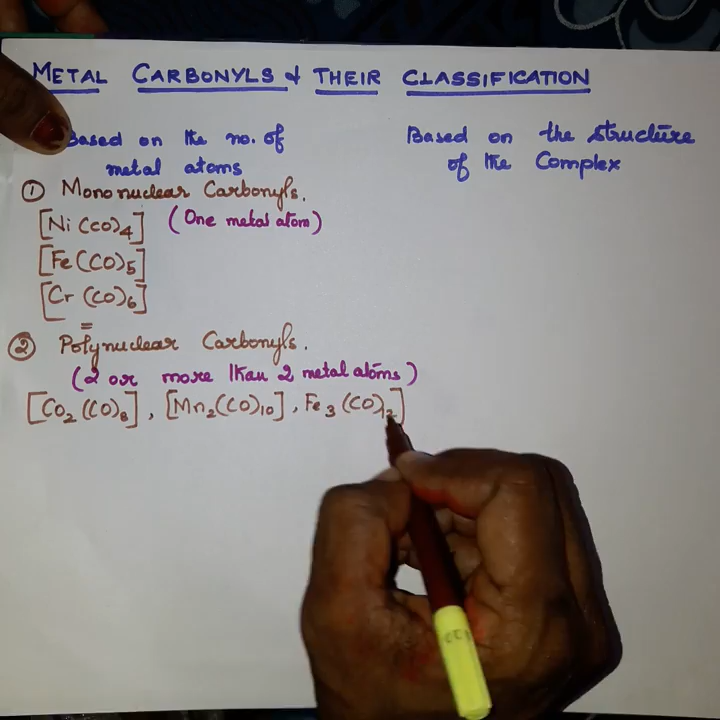 METAL CARBONYLS & THEIR CLASSIFICATION
Based on the no. of
metal atoms
Based on the structure
of the Complex
① Mononuclear Carbonyls.
[Ni(CO)4] (One metal atom)
[Fe(CO)5]
[Cr(CO)6]
② Polynuclear Carbonyls.
(2 or more than 2 metal atoms)
[Co2(CO)8], [Mn2(CO)10], Fe3(CO)12]